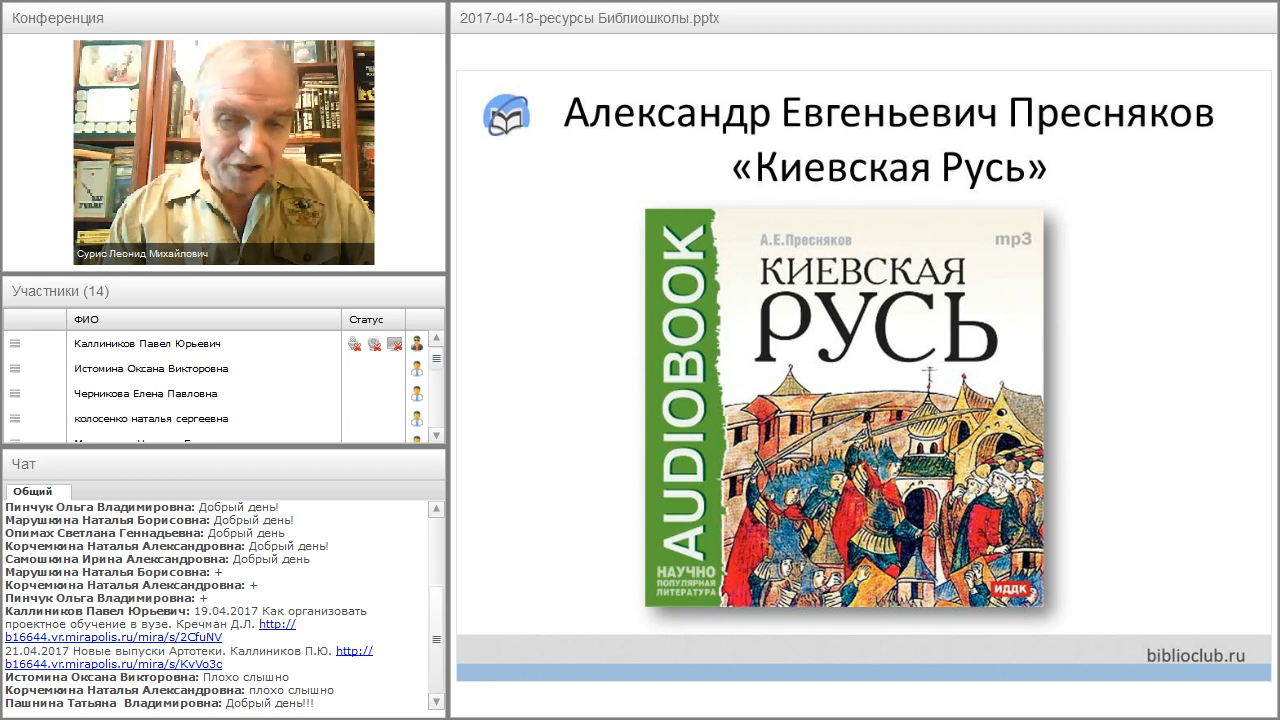 Конференция
Сурис Леонид Михайлович
Участники (14)
ФИО
Статус
Каллиников Павел Юрьевич
Истомина Оксана Викторовна
Черникова Елена Павловна
колосенко наталья сергеевна
Чат
Общий
Пинчук Ольга Владимировна: Добрый день!
Марушкина Наталья Борисовна: Добрый день!
Опимах Светлана Геннадьевна: Добрый день
Корчемкина Наталья Александровна: Добрый день!
Самошкина Ирина Александровна: Добрый день
Марушкина Наталья Борисовна: +
Корчемкина Наталья Александровна: +
Пинчук Ольга Владимировна: +
Каллиников Павел Юрьевич: 19.04.2017 Как организовать
проектное обучение в вузе. Кречман Д.Л. http://
b16644.vr.mirapolis.ru/mira/s/2CfuNV
21.04.2017 Новые выпуски Артотеки. Каллиников П.Ю. http://
b16644.vr.mirapolis.ru/mira/s/KvVo3c
Истомина Оксана Викторовна: Плохо слышно
Корчемкина Наталья Александровна: плохо слышно
Пашнина Татьяна Владимировна: Добрый день!!!
2017-04-18-ресурсы Библиошколы.pptx
Александр Евгеньевич Пресняков
«Киевская Русь»
AUDIOBOOK
А.Е.Пресняков
mp3
КИЕВСКАЯ
РУСЬ
НАУЧНО
ПОПУЛЯРНАЯ
ЛИТЕРАТУРА
ИДДК
biblioclub.ru